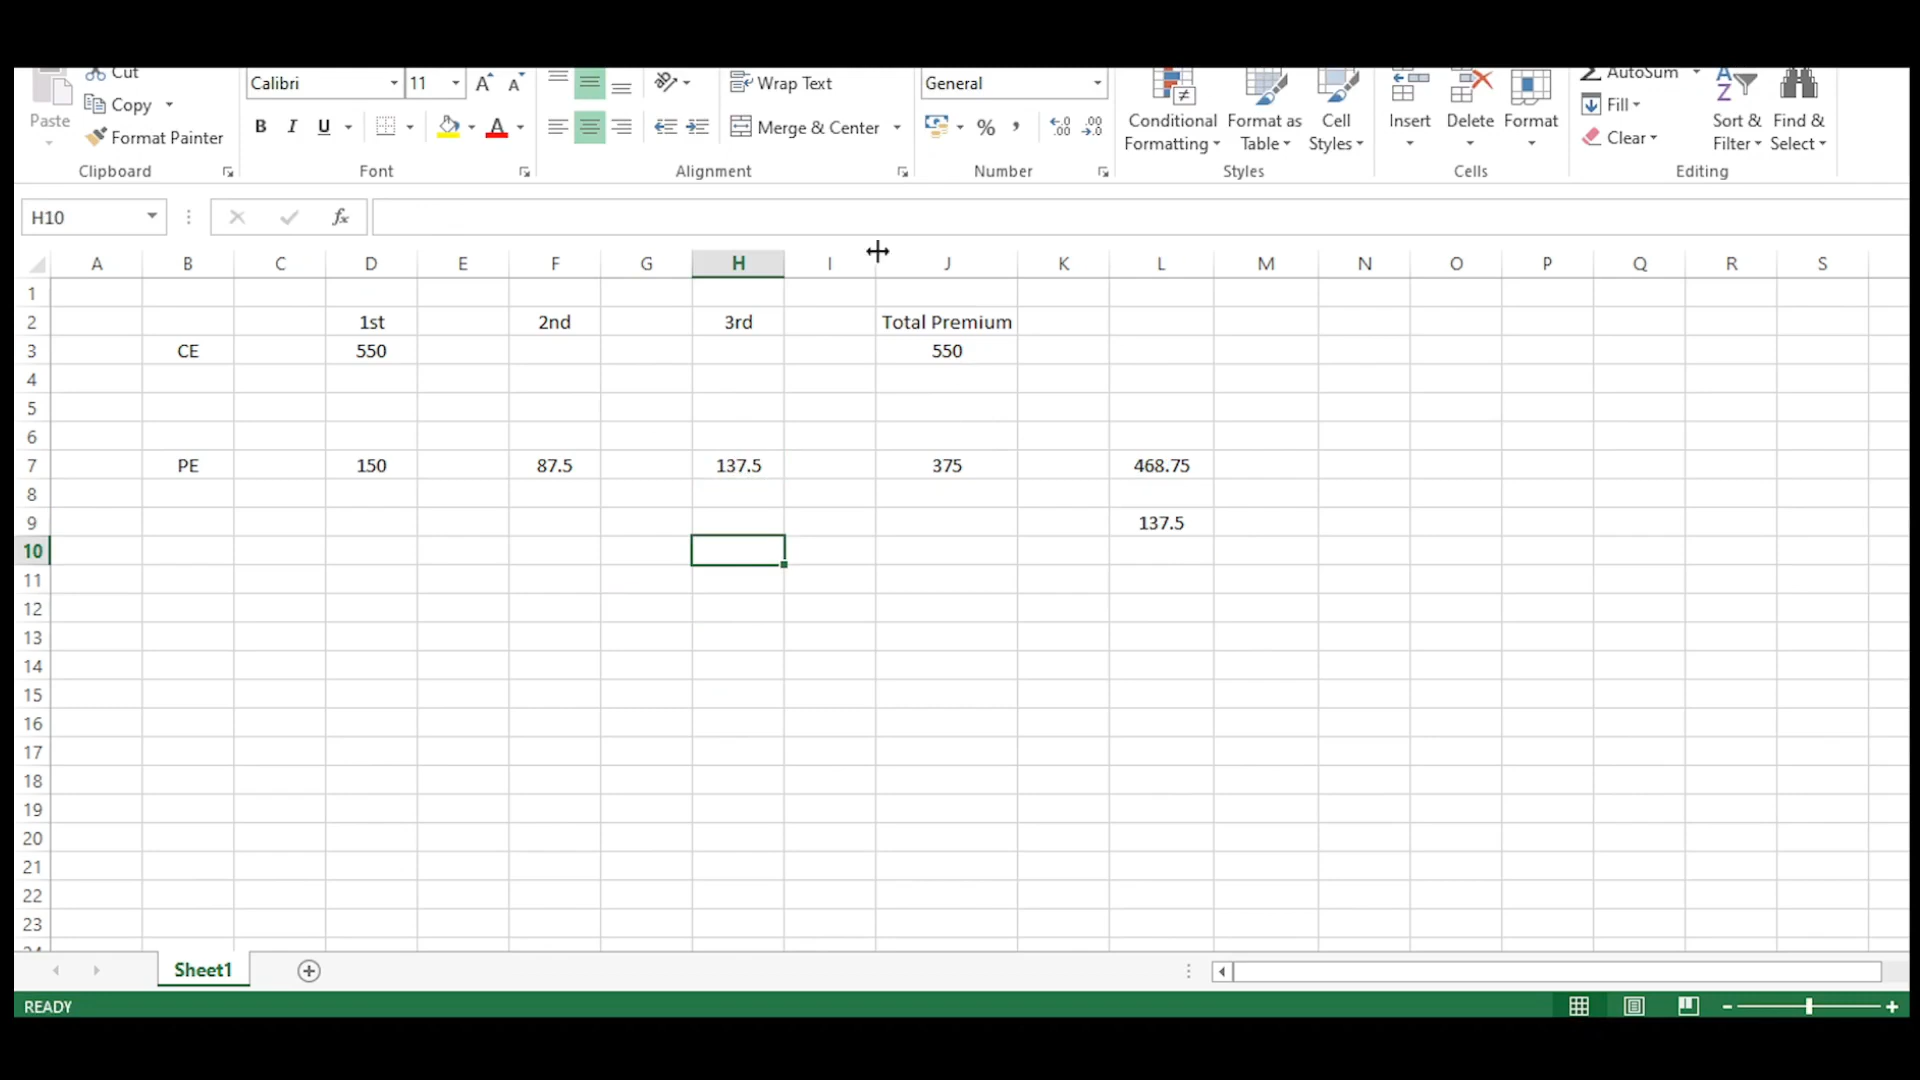 Cut
Calibri 11 Wrap Text General AutoSum
Copy Fill
Paste Conditional Format as Cell Insert Delete Format Sort & Find &
Format Painter B I U Merge & Center % , Clear
Formatting Table Styles Filter Select
Clipboard Font Alignment Number Styles Cells Editing
H10 fx
A B C D E F G H I J K L M N O P Q R S
1
2 1st 2nd 3rd Total Premium
3 CE 550 550
4
5
6
7 PE 150 87.5 137.5 375 468.75
8
9 137.5
10
11
12
13
14
15
16
17
18
19
20
21
22
23
Sheet1
READY